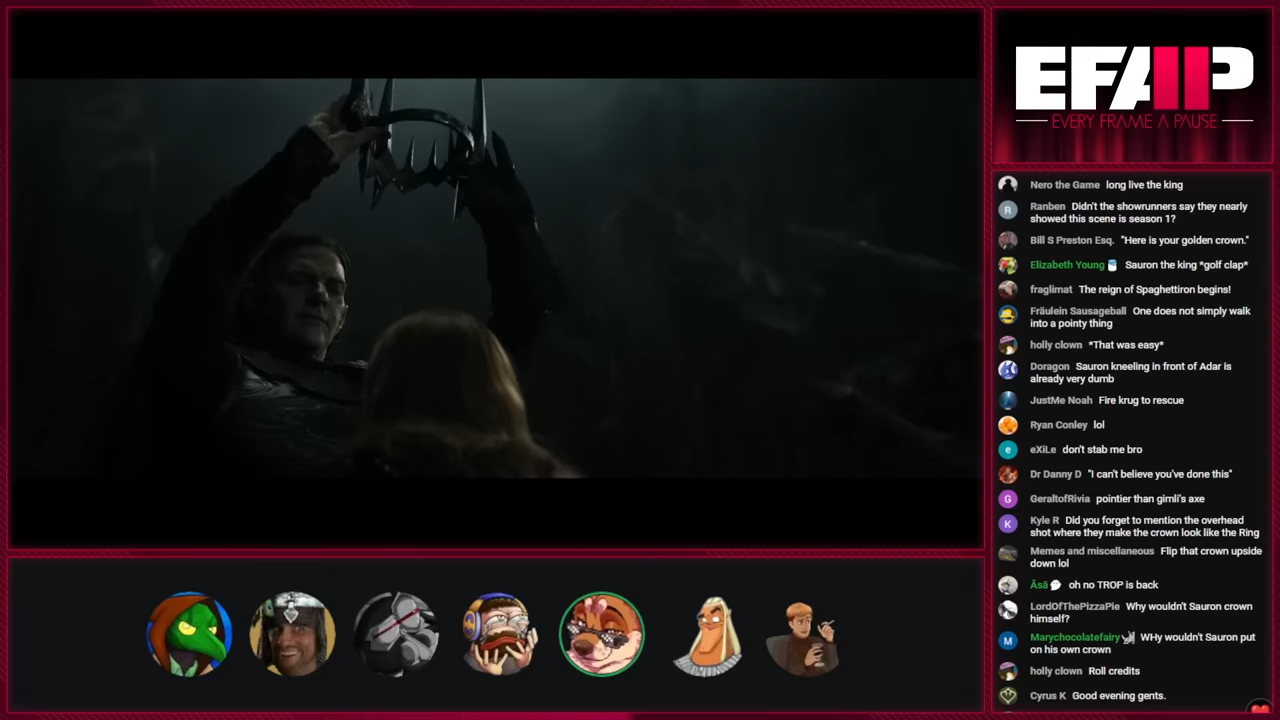 EFAP
EVERY FRAME A PAUSE
Nero the Game long live the king
Ranben Didn't the showrunners say they nearly
showed this scene is season 1?
Bill S Preston Esq. "Here is your golden crown."
Elizabeth Young Sauron the king *golf clap*
fraglimat The reign of Spaghettiron begins!
Fräulein Sausageball One does not simply walk
into a pointy thing
holly clown *That was easy*
Doragon Sauron kneeling in front of Adar is
already very dumb
JustMe Noah Fire krug to rescue
Ryan Conley lol
eXiLe don't stab me bro
Dr Danny D "I can't believe you've done this"
GeraltofRivia pointier than gimli's axe
Kyle R Did you forget to mention the overhead
shot where they make the crown look like the Ring
Memes and miscellaneous Flip that crown upside
down lol
Äsä oh no TROP is back
LordOfThePizzaPie Why wouldn't Sauron crown
himself?
Marychocolatefairy WHy wouldn't Sauron put
on his own crown
holly clown Roll credits
Cyrus K Good evening gents.
R
e
G
K
M